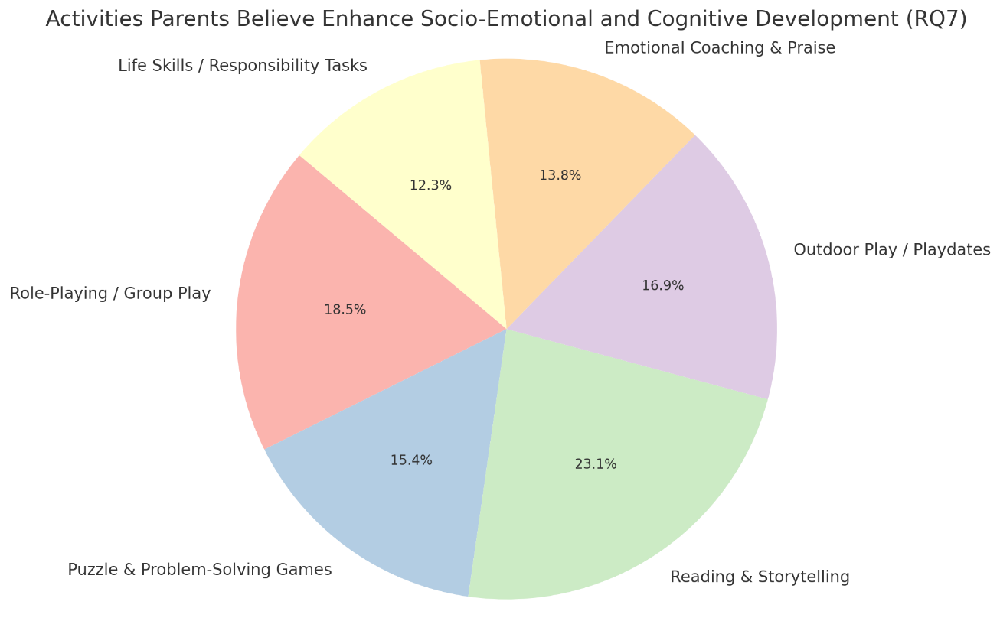 Activities Parents Believe Enhance Socio-Emotional and Cognitive Development (RQ7)
Emotional Coaching & Praise
Life Skills / Responsibility Tasks
13.8%
12.3%
Outdoor Play / Playdates
16.9%
Role-Playing / Group Play
18.5%
15.4%
23.1%
Puzzle & Problem-Solving Games
Reading & Storytelling